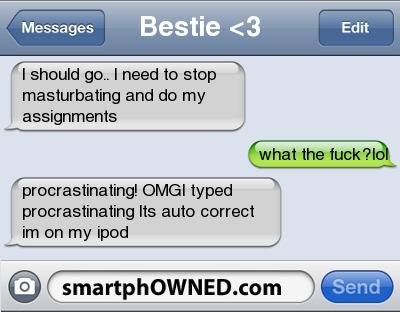 Messages
Bestie <3
Edit
I should go.. I need to stop
masturbating and do my
assignments
what the fuck?lol
procrastinating! OMGI typed
procrastinating Its auto correct
im on my ipod
smartphOWNED.com
Send